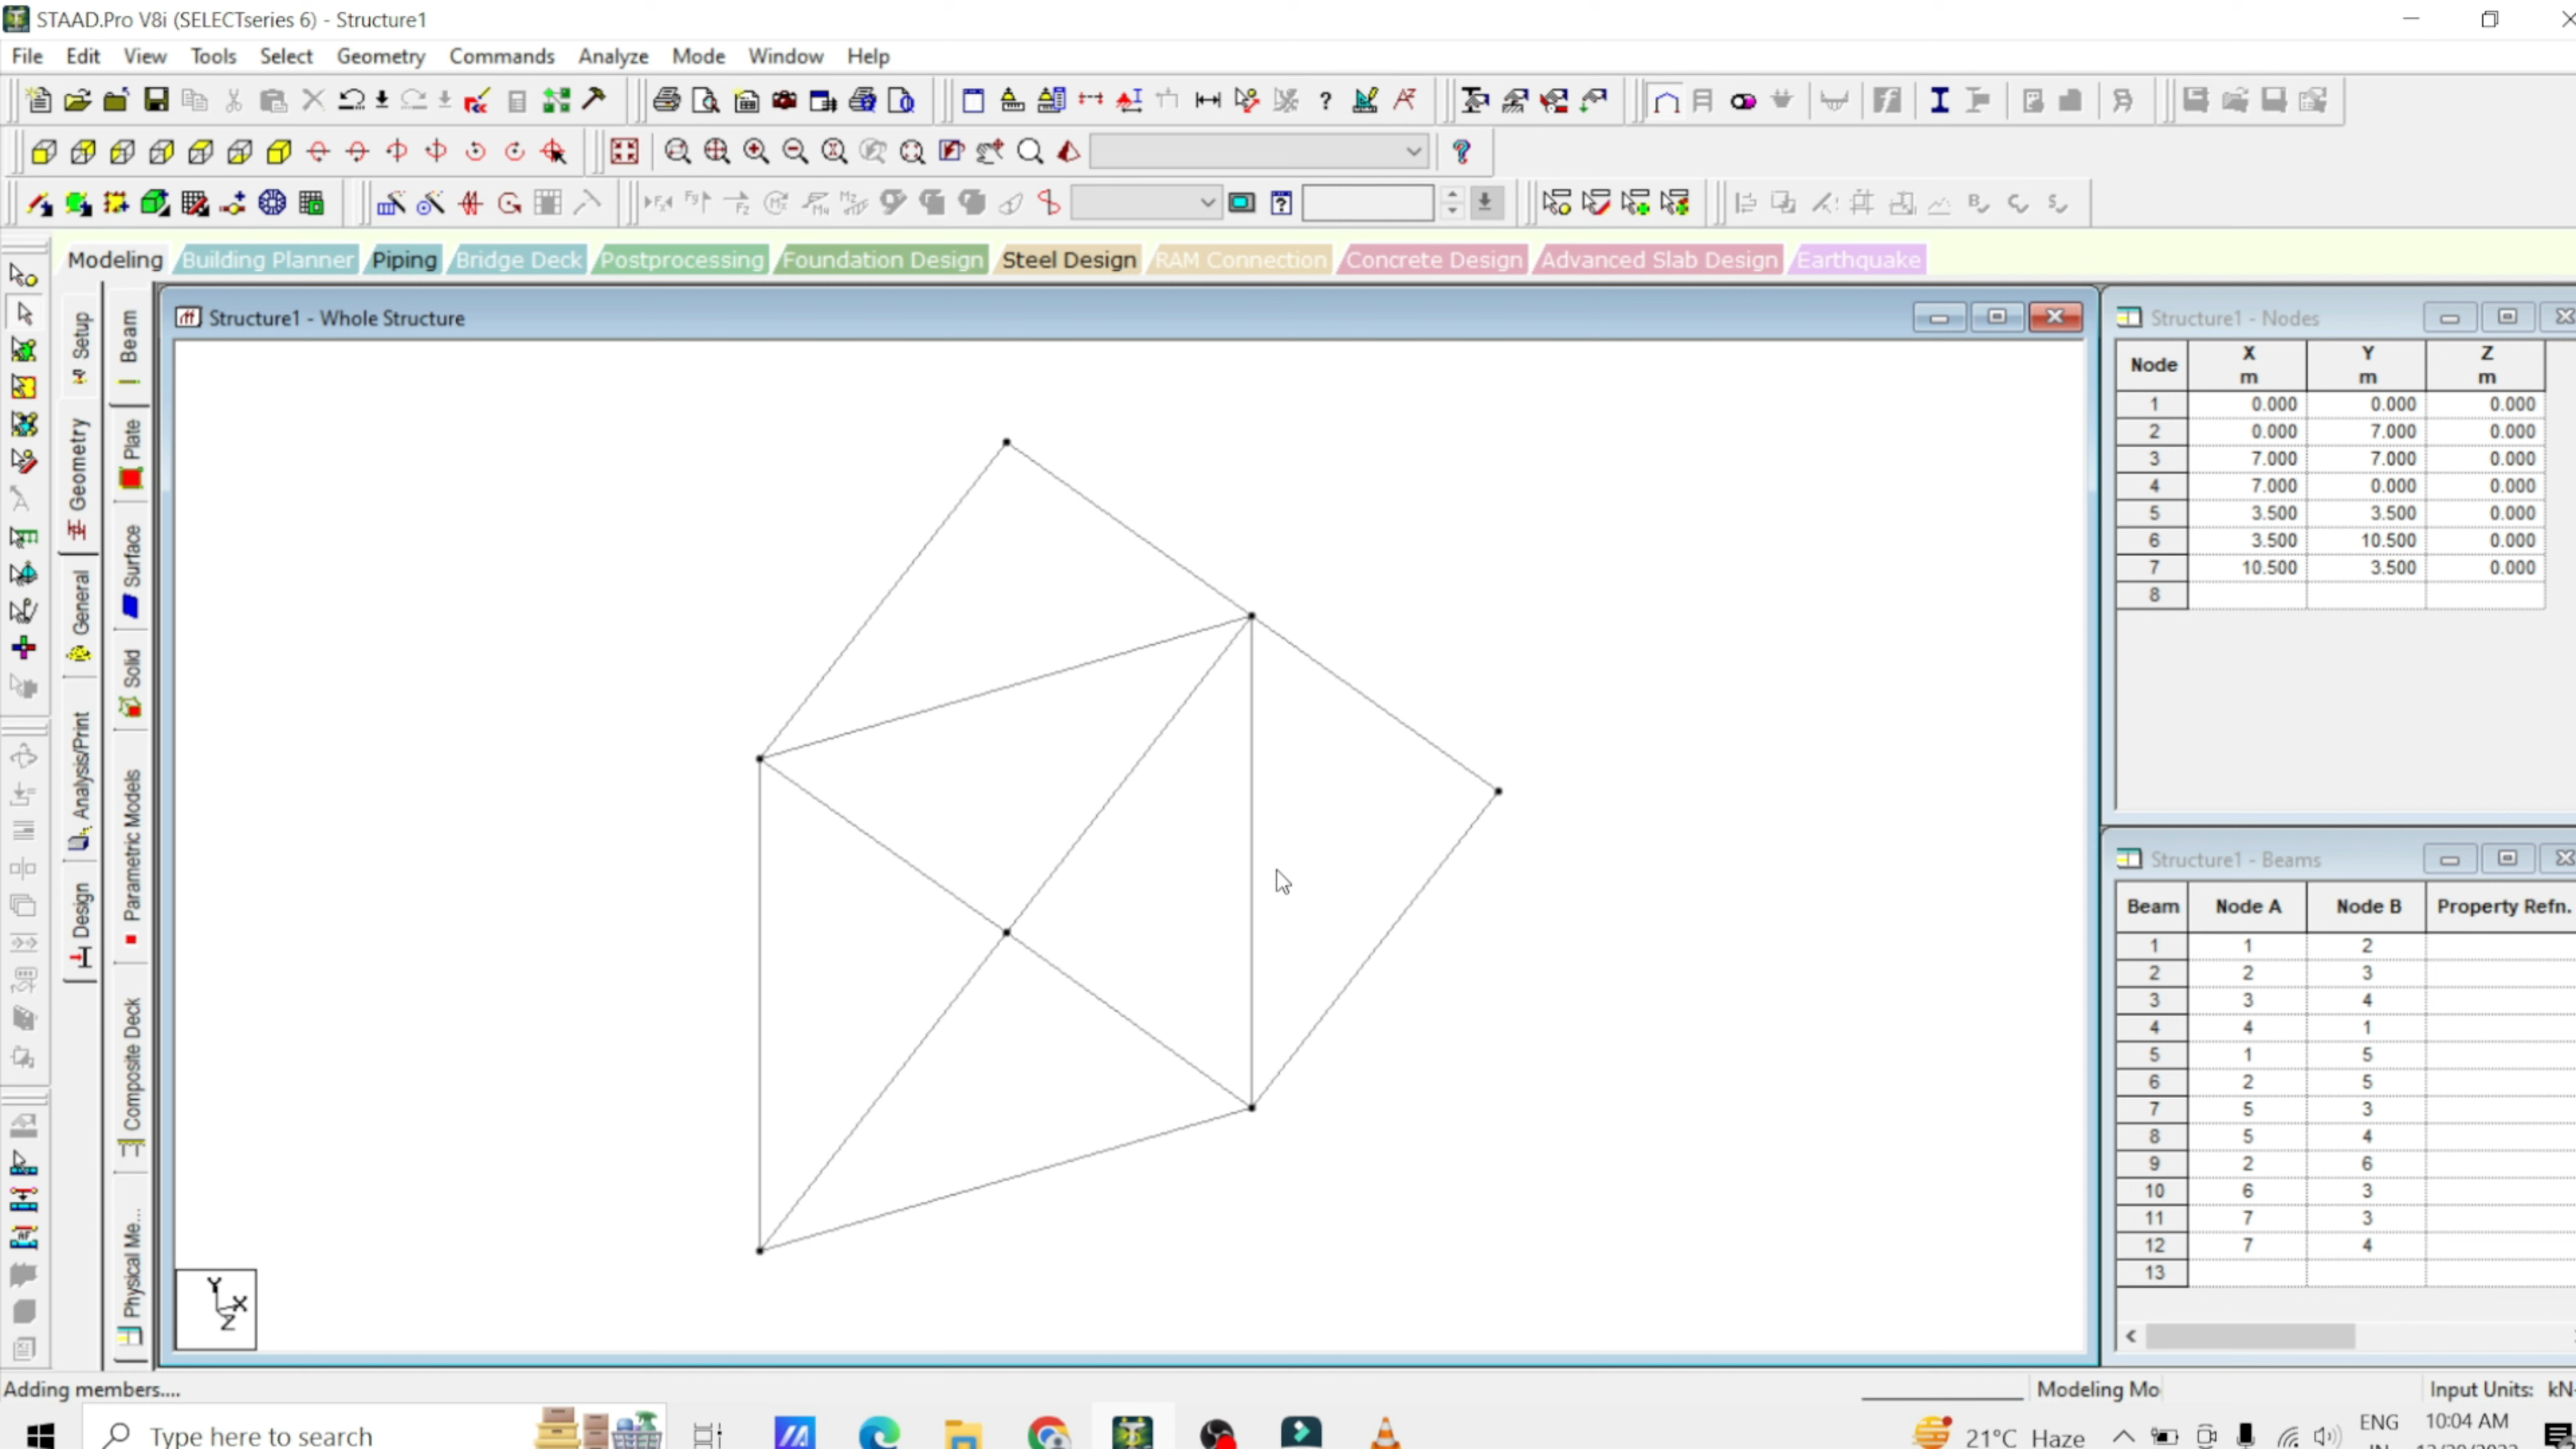 STAAD.Pro V8i (SELECTseries 6) - Structure1
File Edit View Tools Select Geometry Commands Analyze Mode Window Help
Modeling Building Planner Piping Bridge Deck Postprocessing Foundation Design Steel Design RAM Connection Concrete Design Advanced Slab Design Earthquake
Setup
Geometry
General
Analysis/Print
Design
Beam
Plate
Surface
Solid
Parametric Models
Composite Deck
Physical Me...
Structure1 - Whole Structure
Y
X
Z
Structure1 - Nodes
Node X m Y m Z m
1 0.000 0.000 0.000
2 0.000 7.000 0.000
3 7.000 7.000 0.000
4 7.000 0.000 0.000
5 3.500 3.500 0.000
6 3.500 10.500 0.000
7 10.500 3.500 0.000
8
Structure1 - Beams
Beam Node A Node B Property Refn.
1 1 2
2 2 3
3 3 4
4 4 1
5 1 5
6 2 5
7 5 3
8 5 4
9 2 6
10 6 3
11 7 3
12 7 4
13
Adding members.... Modeling Mo Input Units: kN-
Type here to search
21°C Haze ENG 10:04 AM